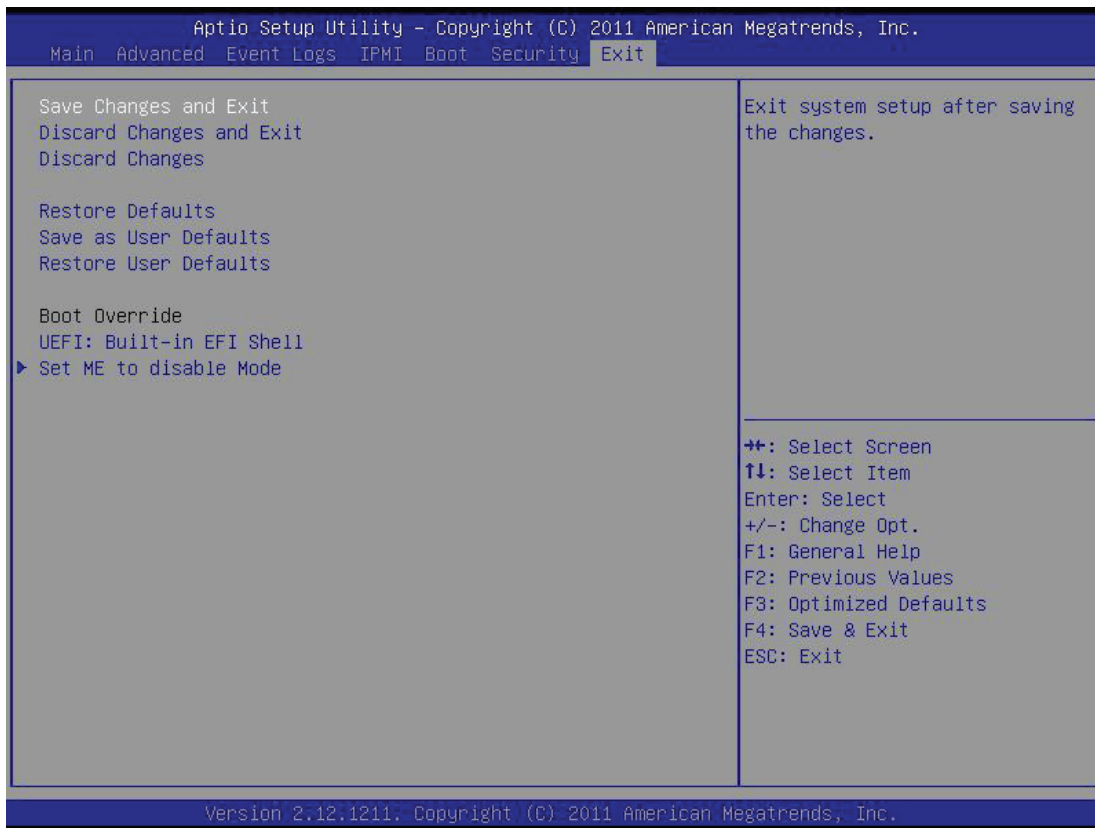 Aptio Setup Utility – Copyright (C) 2011 American Megatrends, Inc.
Main Advanced Event Logs IPMI Boot Security Exit
Save Changes and Exit
Discard Changes and Exit
Discard Changes
Restore Defaults
Save as User Defaults
Restore User Defaults
Boot Override
UEFI: Built-in EFI Shell
▶ Set ME to disable Mode
Exit system setup after saving
the changes.
→←: Select Screen
↑↓: Select Item
Enter: Select
+/-: Change Opt.
F1: General Help
F2: Previous Values
F3: Optimized Defaults
F4: Save & Exit
ESC: Exit
Version 2.12.1211. Copyright (C) 2011 American Megatrends, Inc.